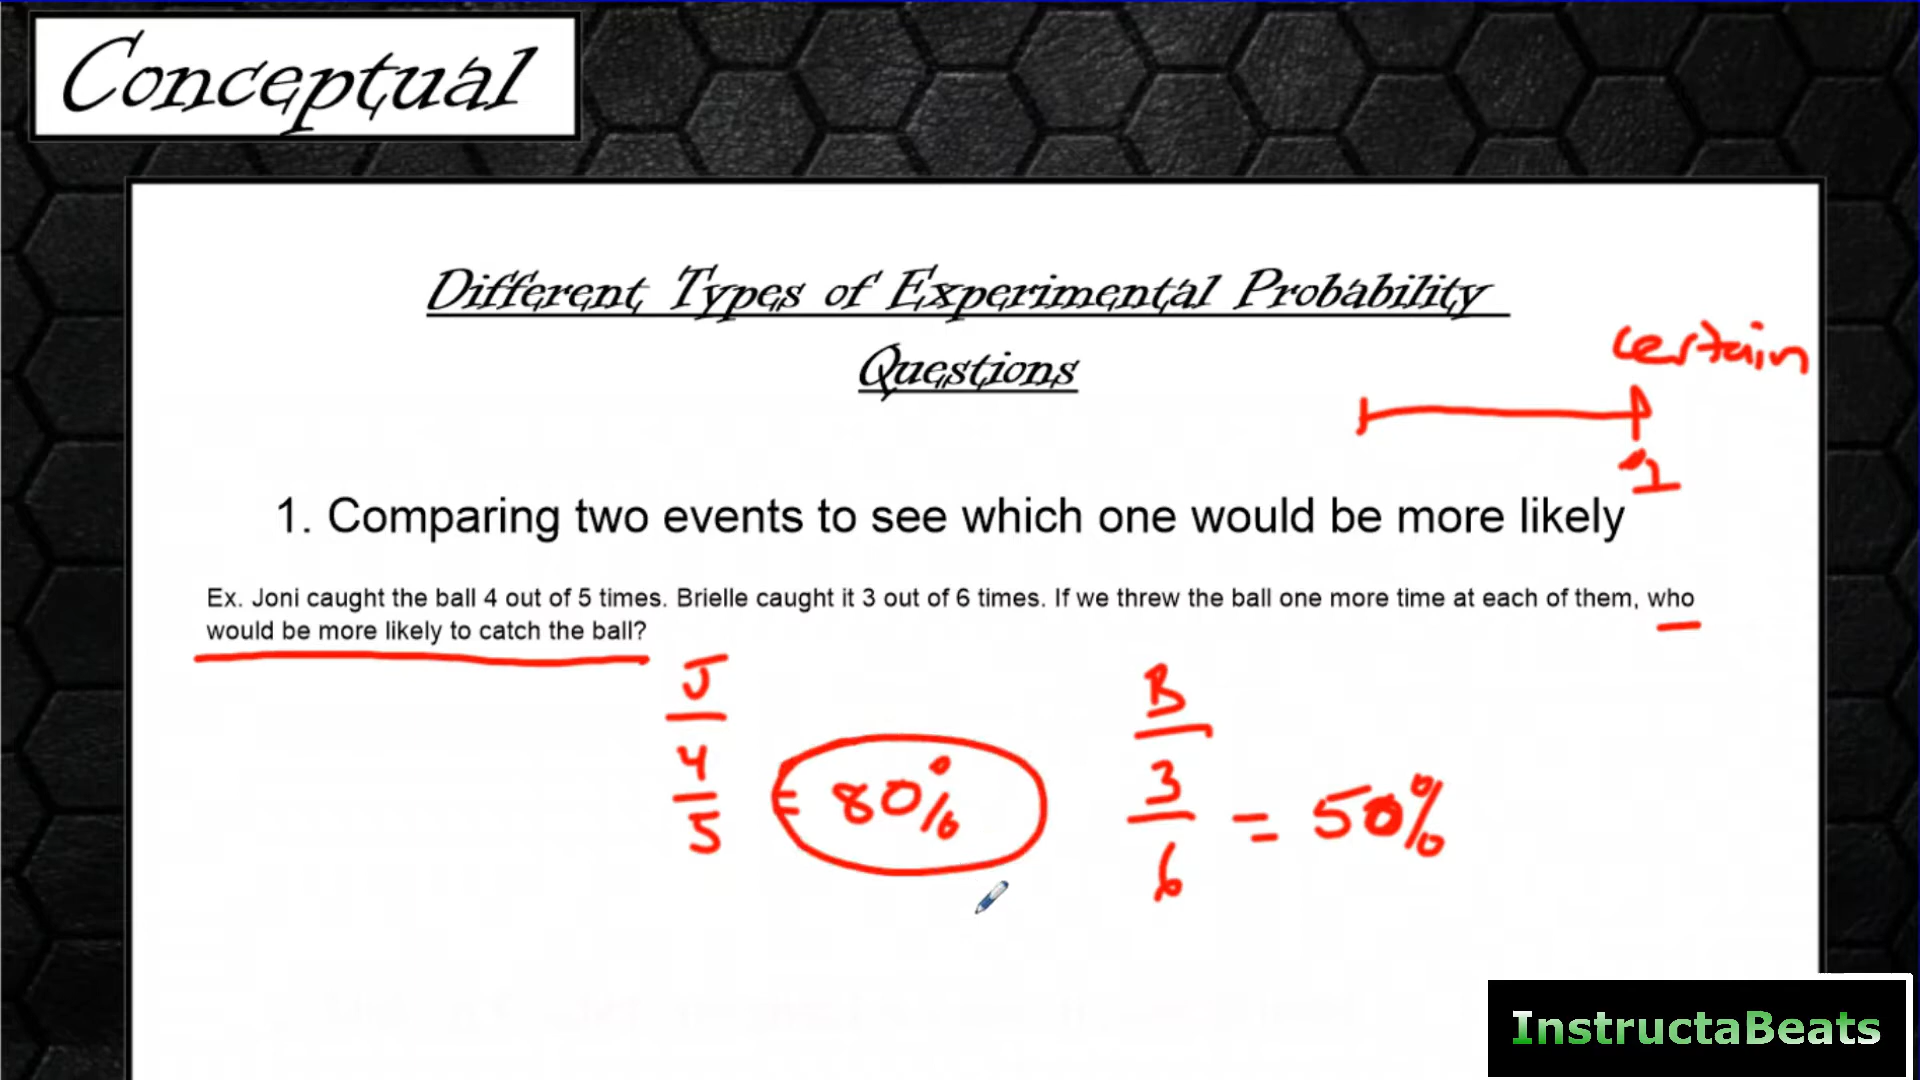 Conceptual
Different Types of Experimental Probability
Questions
certain
1
1. Comparing two events to see which one would be more likely
Ex. Joni caught the ball 4 out of 5 times. Brielle caught it 3 out of 6 times. If we threw the ball one more time at each of them, who
would be more likely to catch the ball?
J B
4/5 = 80% 3/6 = 50%
InstructaBeats